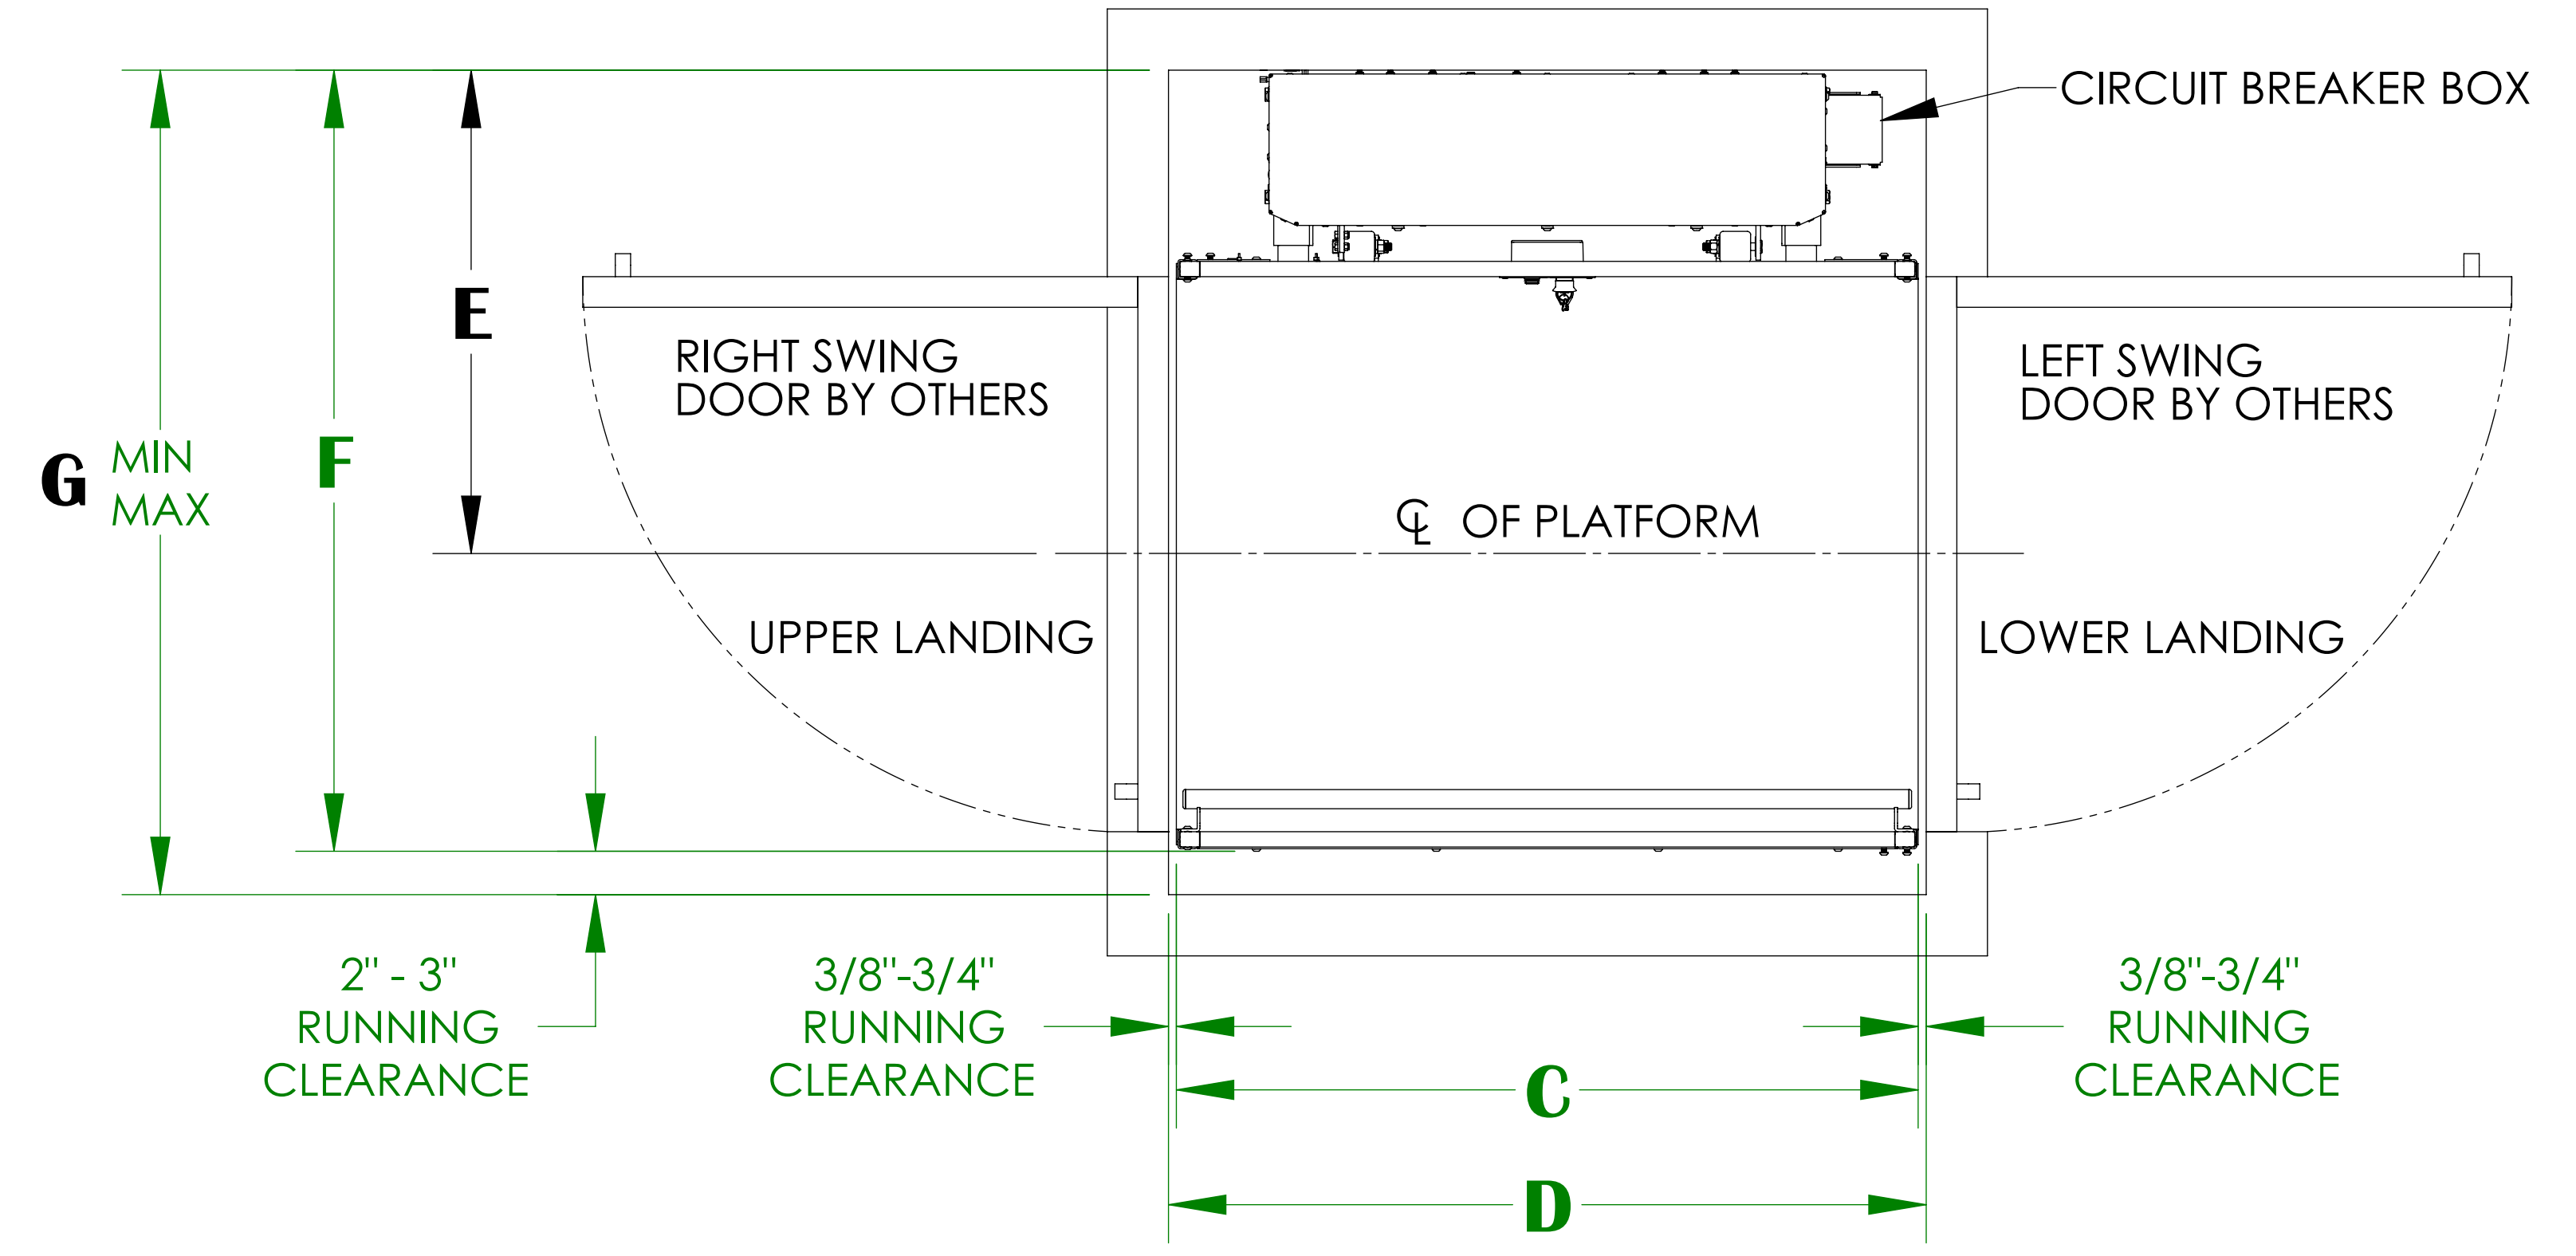 CIRCUIT BREAKER BOX
E
RIGHT SWING
DOOR BY OTHERS
LEFT SWING
DOOR BY OTHERS
G
MIN
MAX
F
℄ OF PLATFORM
UPPER LANDING
LOWER LANDING
2" - 3"
RUNNING
CLEARANCE
3/8"-3/4"
RUNNING
CLEARANCE
3/8"-3/4"
RUNNING
CLEARANCE
C
D